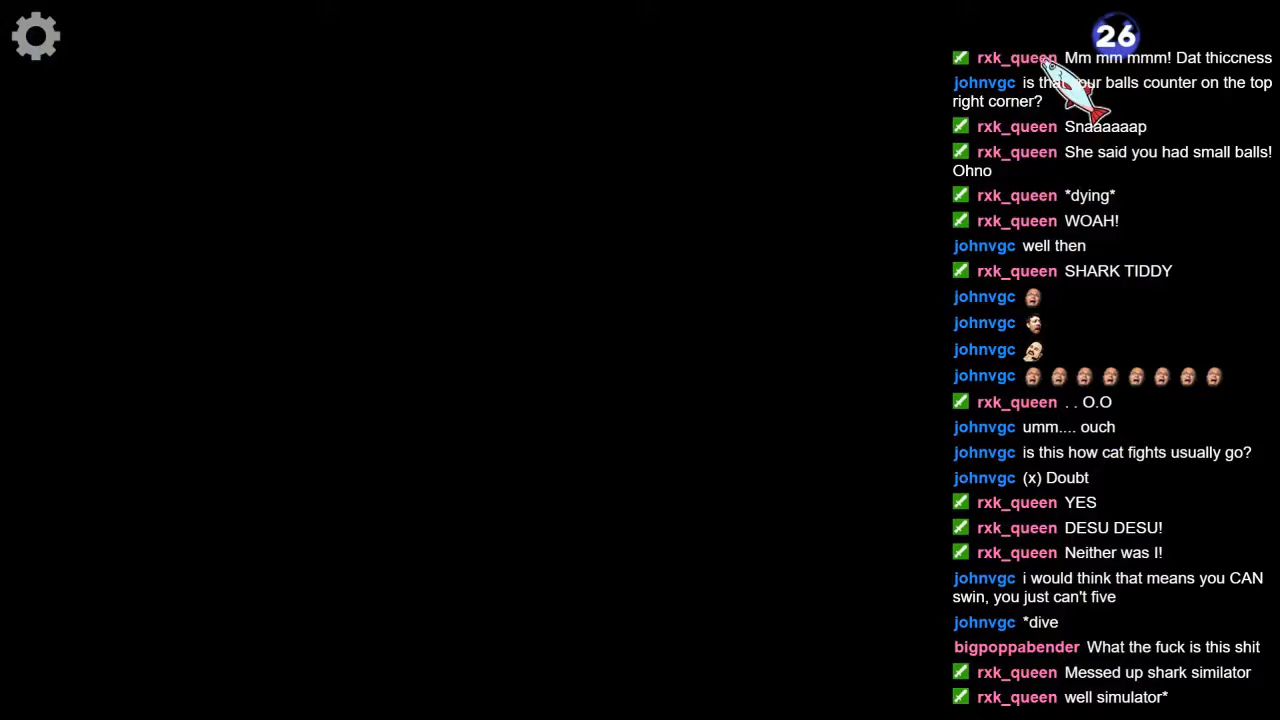 26
rxk_queen Mm mm mmm! Dat thiccness
johnvgc is that your balls counter on the top
right corner?
rxk_queen Snaaaaaap
rxk_queen She said you had small balls!
Ohno
rxk_queen *dying*
rxk_queen WOAH!
johnvgc well then
rxk_queen SHARK TIDDY
johnvgc
johnvgc
johnvgc
johnvgc
rxk_queen . . O.O
johnvgc umm.... ouch
johnvgc is this how cat fights usually go?
johnvgc (x) Doubt
rxk_queen YES
rxk_queen DESU DESU!
rxk_queen Neither was I!
johnvgc i would think that means you CAN
swin, you just can't five
johnvgc *dive
bigpoppabender What the fuck is this shit
rxk_queen Messed up shark similator
rxk_queen well simulator*